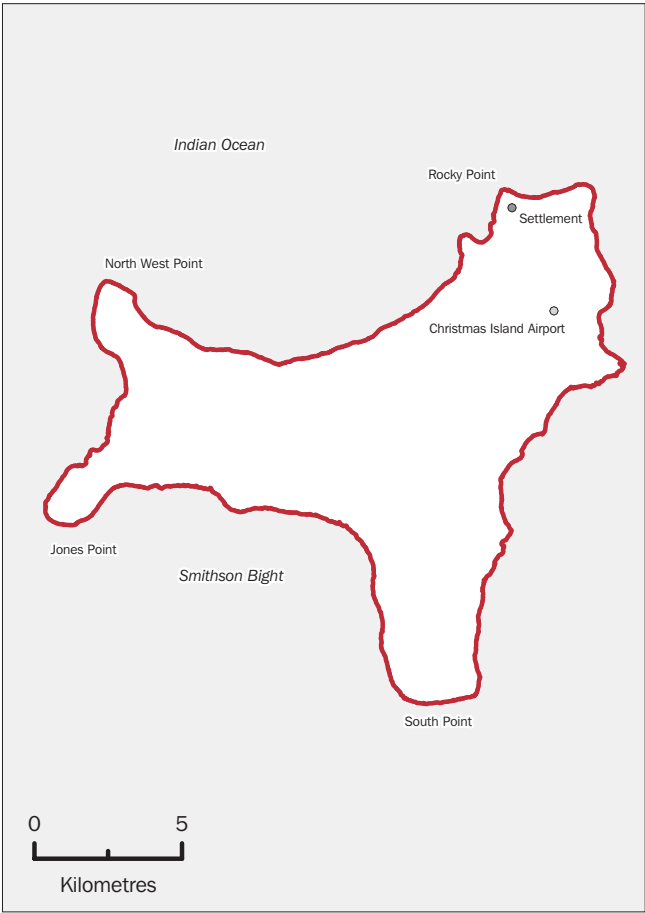 Indian Ocean
Rocky Point
Settlement
North West Point
Christmas Island Airport
Jones Point
Smithson Bight
South Point
0 5
Kilometres